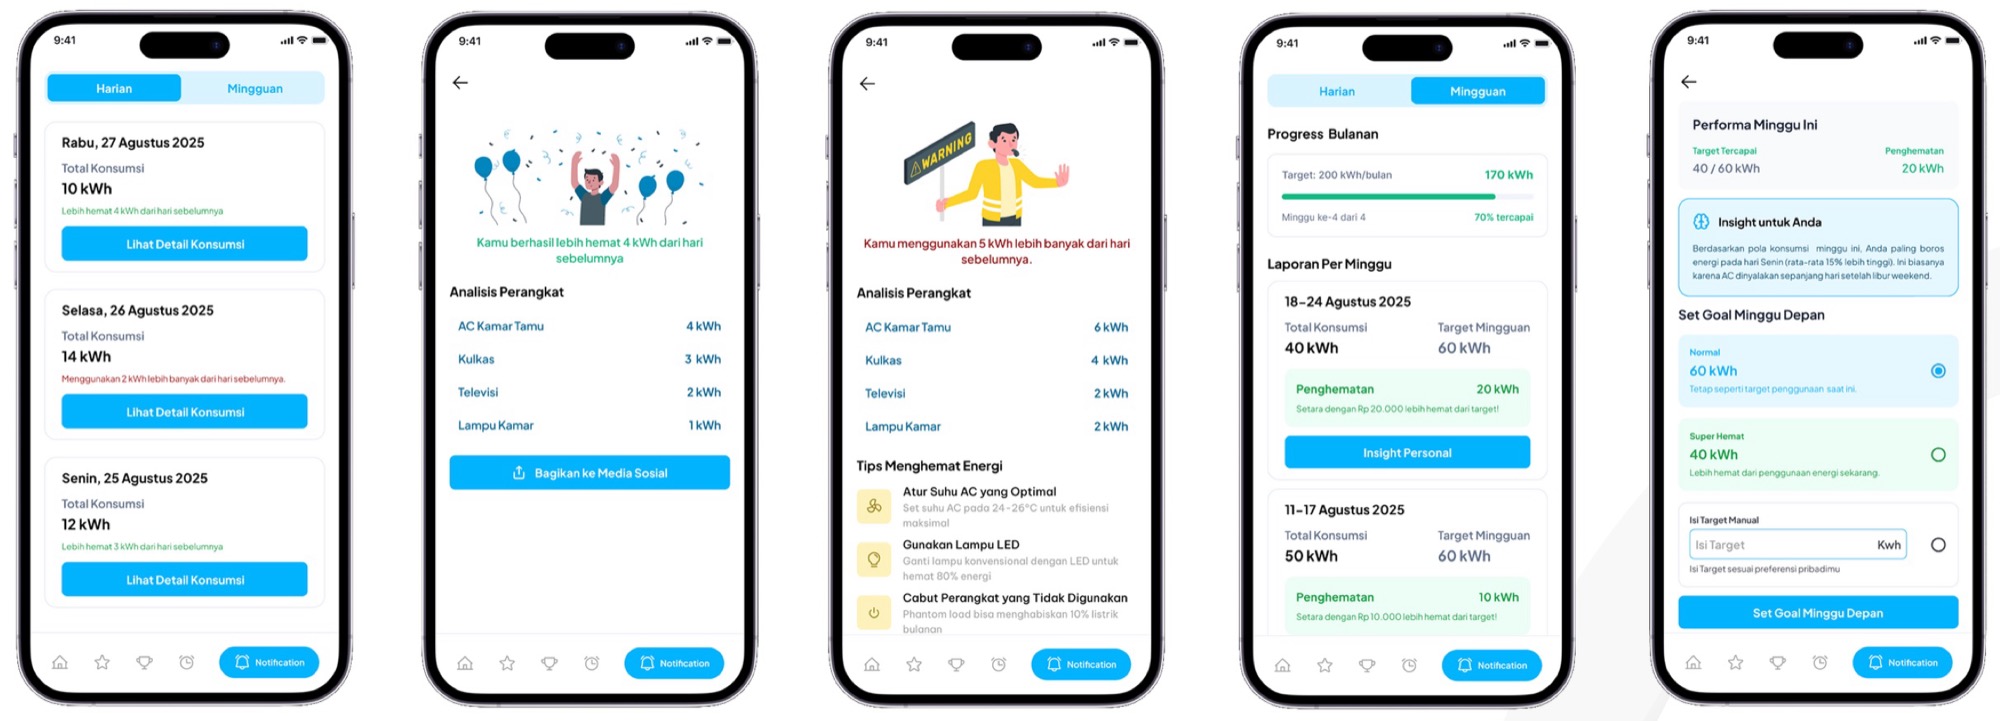 9:41
Harian
Mingguan
Rabu, 27 Agustus 2025
Total Konsumsi
10 kWh
Lebih hemat 4 kWh dari hari sebelumnya
Lihat Detail Konsumsi
Selasa, 26 Agustus 2025
Total Konsumsi
14 kWh
Menggunakan 2 kWh lebih banyak dari hari sebelumnya.
Lihat Detail Konsumsi
Senin, 25 Agustus 2025
Total Konsumsi
12 kWh
Lebih hemat 3 kWh dari hari sebelumnya
Lihat Detail Konsumsi
Notification
9:41
Kamu berhasil lebih hemat 4 kWh dari hari
sebelumnya
Analisis Perangkat
AC Kamar Tamu 4 kWh
Kulkas 3 kWh
Televisi 2 kWh
Lampu Kamar 1 kWh
Bagikan ke Media Sosial
Notification
9:41
WARNING
Kamu menggunakan 5 kWh lebih banyak dari hari
sebelumnya.
Analisis Perangkat
AC Kamar Tamu 6 kWh
Kulkas 4 kWh
Televisi 2 kWh
Lampu Kamar 2 kWh
Tips Menghemat Energi
Atur Suhu AC yang Optimal
Set suhu AC pada 24-26°C untuk efisiensi
maksimal
Gunakan Lampu LED
Ganti lampu konvensional dengan LED untuk
hemat 80% energi
Cabut Perangkat yang Tidak Digunakan
Phantom load bisa menghabiskan 10% listrik
bulanan
Notification
9:41
Harian
Mingguan
Progress Bulanan
Target: 200 kWh/bulan 170 kWh
Minggu ke-4 dari 4 70% tercapai
Laporan Per Minggu
18–24 Agustus 2025
Total Konsumsi Target Mingguan
40 kWh 60 kWh
Penghematan 20 kWh
Setara dengan Rp 20.000 lebih hemat dari target!
Insight Personal
11–17 Agustus 2025
Total Konsumsi Target Mingguan
50 kWh 60 kWh
Penghematan 10 kWh
Setara dengan Rp 10.000 lebih hemat dari target!
Notification
9:41
Performa Minggu Ini
Target Tercapai Penghematan
40 / 60 kWh 20 kWh
Insight untuk Anda
Berdasarkan pola konsumsi minggu ini, Anda paling boros
energi pada hari Senin (rata-rata 15% lebih tinggi). Ini biasanya
karena AC dinyalakan sepanjang hari setelah libur weekend.
Set Goal Minggu Depan
Normal
60 kWh
Tetap seperti target penggunaan saat ini.
Super Hemat
40 kWh
Lebih hemat dari penggunaan energi sekarang.
Isi Target Manual
Isi Target Kwh
Isi Target sesuai preferensi pribadimu
Set Goal Minggu Depan
Notification